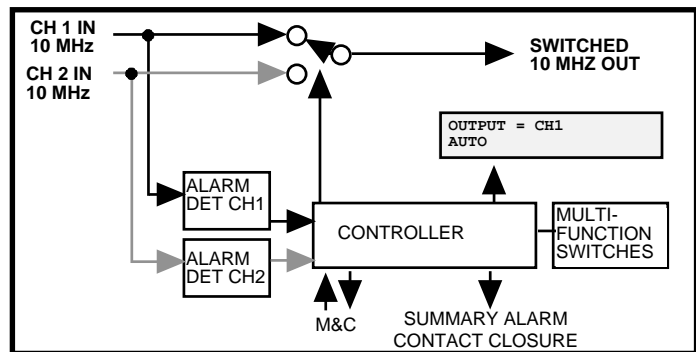 CH 1 IN
10 MHz
CH 2 IN
10 MHz
SWITCHED
10 MHZ OUT
OUTPUT = CH1
AUTO
ALARM
DET CH1
ALARM
DET CH2
CONTROLLER
MULTI-
FUNCTION
SWITCHES
M&C
SUMMARY ALARM
CONTACT CLOSURE